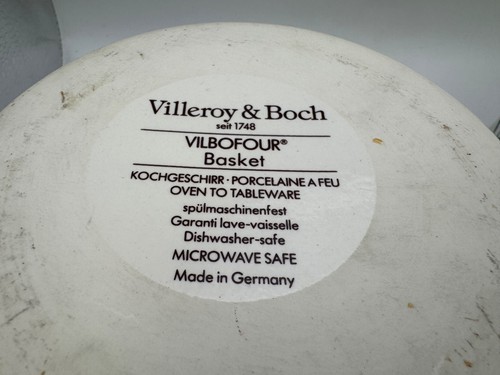 Villeroy & Boch
seit 1748
VILBOFOUR®
Basket
KOCHGESCHIRR · PORCELAINE A FEU
OVEN TO TABLEWARE
spülmaschinenfest
Garanti lave-vaisselle
Dishwasher-safe
MICROWAVE SAFE
Made in Germany